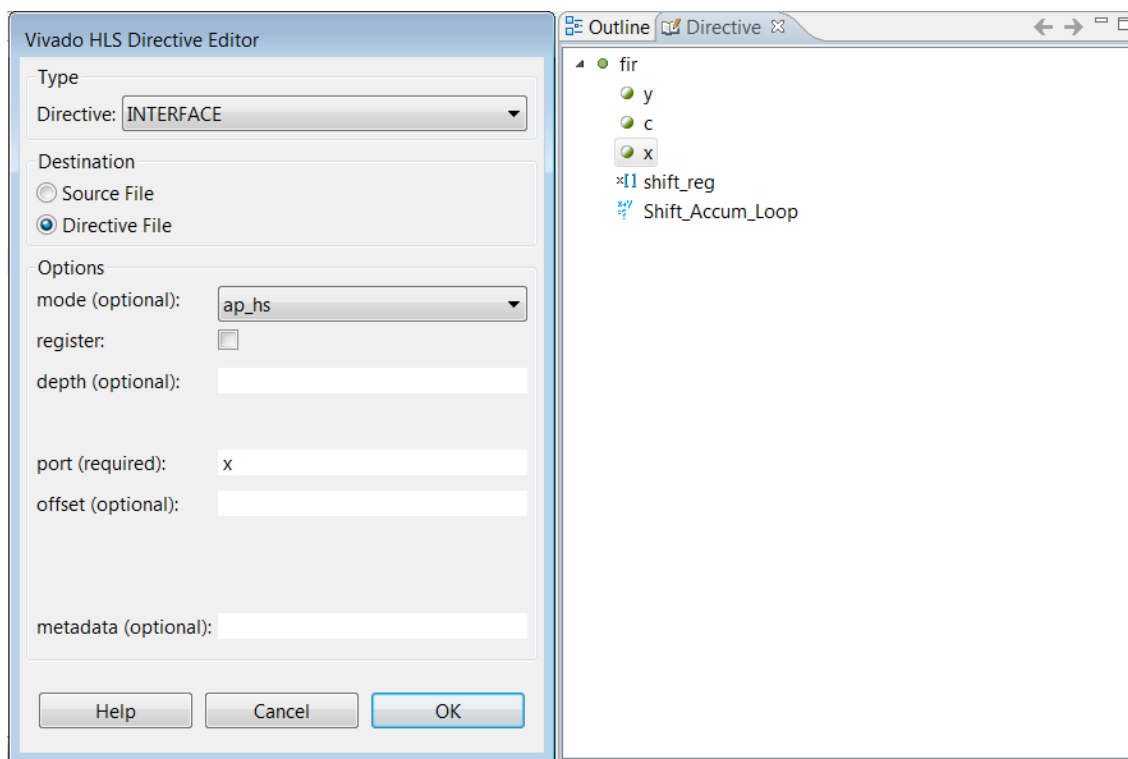 Vivado HLS Directive Editor
Type
Directive: INTERFACE
Destination
Source File
Directive File
Options
mode (optional): ap_hs
register:
depth (optional):
port (required): x
offset (optional):
metadata (optional):
Help Cancel OK
Outline Directive
fir
y
c
x
x[] shift_reg
Shift_Accum_Loop